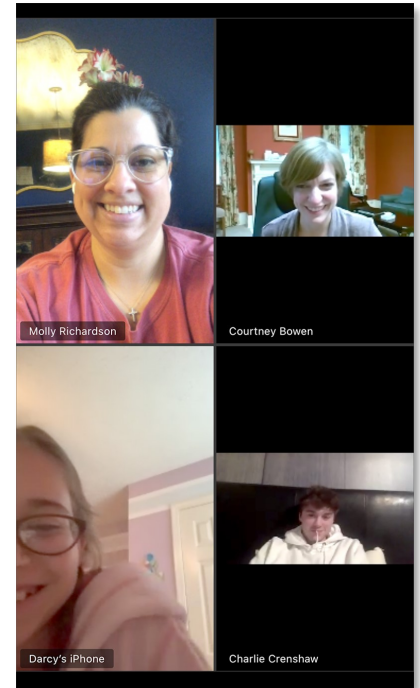 Molly Richardson
Courtney Bowen
Darcy’s iPhone
Charlie Crenshaw